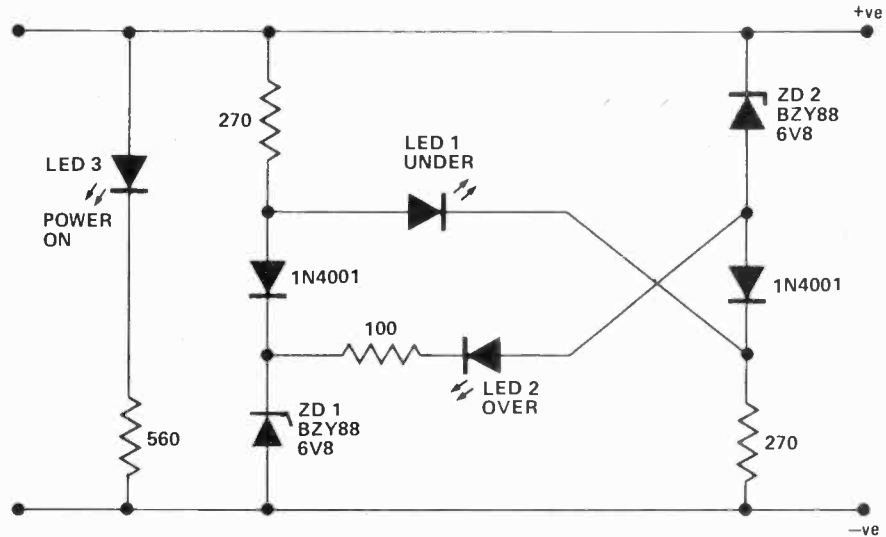 +ve
270
ZD 2
BZY88
6V8
LED 1
UNDER
LED 3
POWER
ON
1N4001
1N4001
100
LED 2
OVER
ZD 1
BZY88
6V8
560
270
−ve